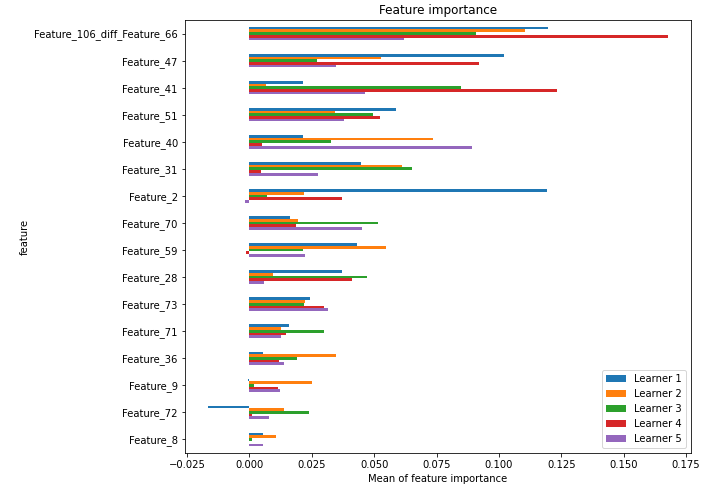 Feature importance
Feature_106_diff_Feature_66
Feature_47
Feature_41
Feature_51
Feature_40
Feature_31
Feature_2
Feature_70
Feature_59
Feature_28
Feature_73
Feature_71
Feature_36
Feature_9
Feature_72
Feature_8
feature
Learner 1
Learner 2
Learner 3
Learner 4
Learner 5
−0.025 0.000 0.025 0.050 0.075 0.100 0.125 0.150 0.175
Mean of feature importance